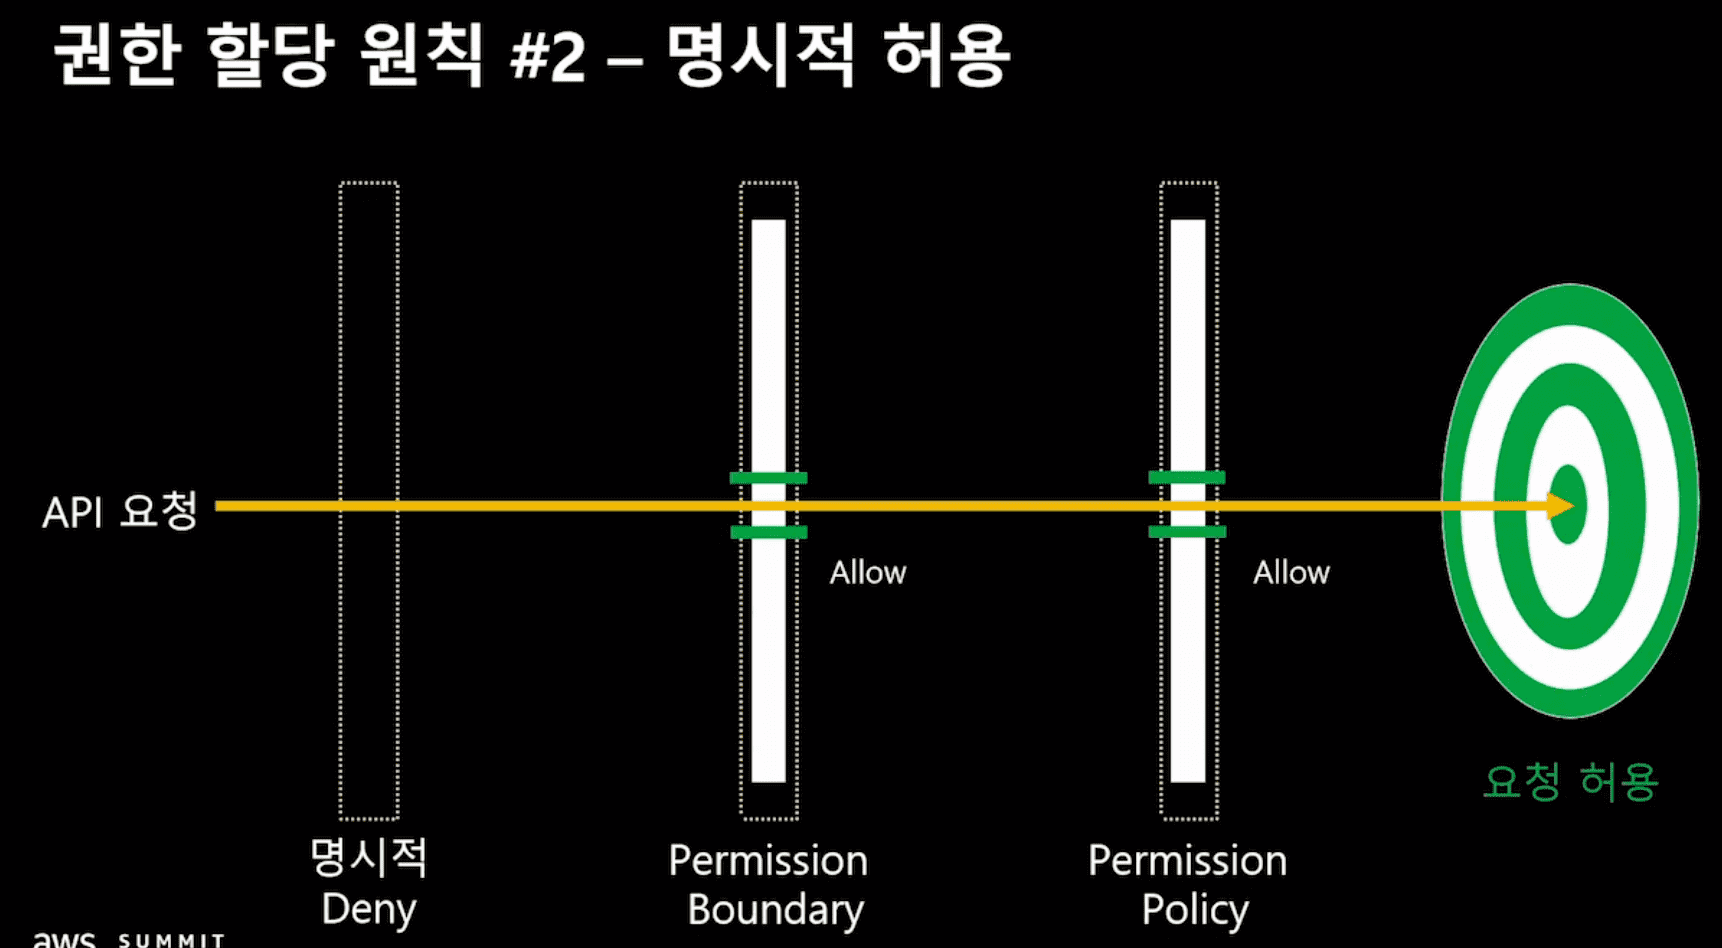 권한 할당 원칙 #2 – 명시적 허용
API 요청
Allow
Allow
요청 허용
명시적
Deny
Permission
Boundary
Permission
Policy
aws SUMMIT